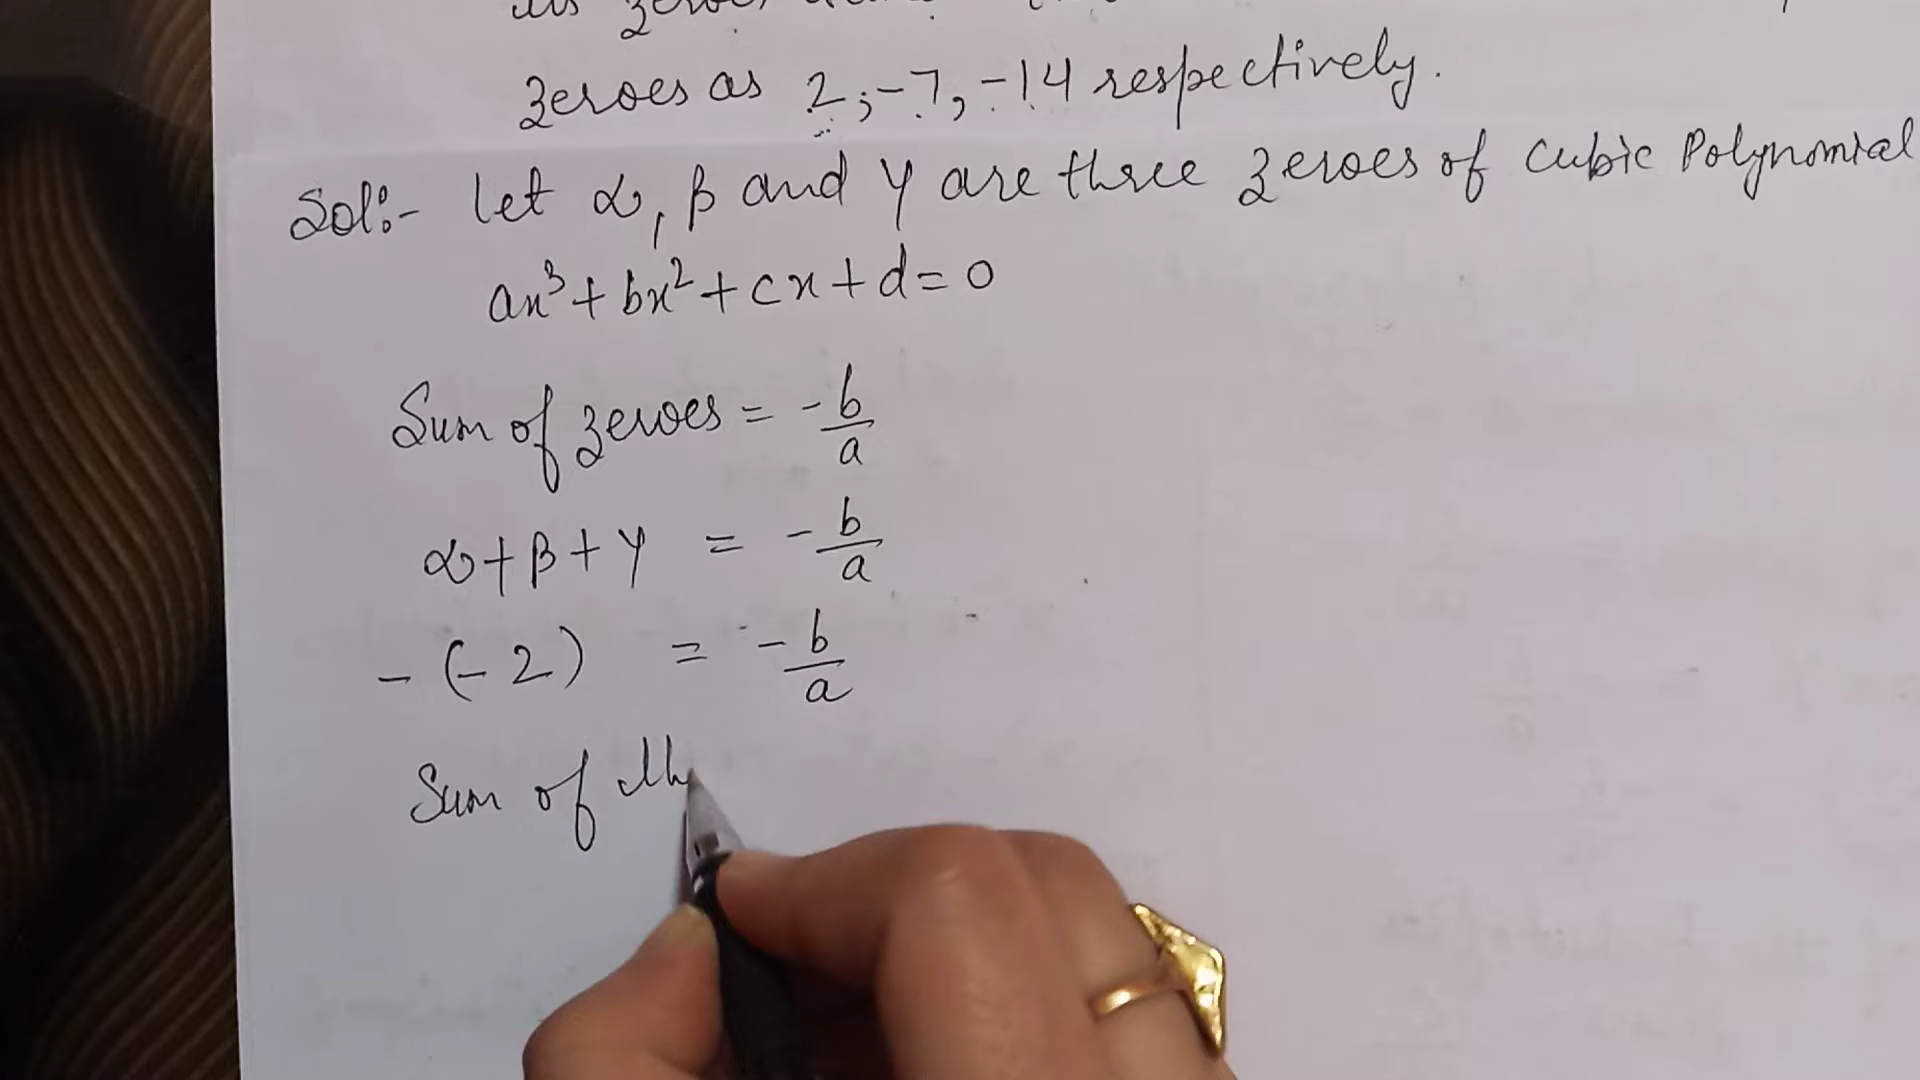 zeroes as 2, -7, -14 respectively.
Sol:- let α, β and γ are three zeroes of cubic Polynomial
ax³ + bx² + cx + d = 0
Sum of zeroes = -b/a
α + β + γ = -b/a
-(-2) = -b/a
Sum of the